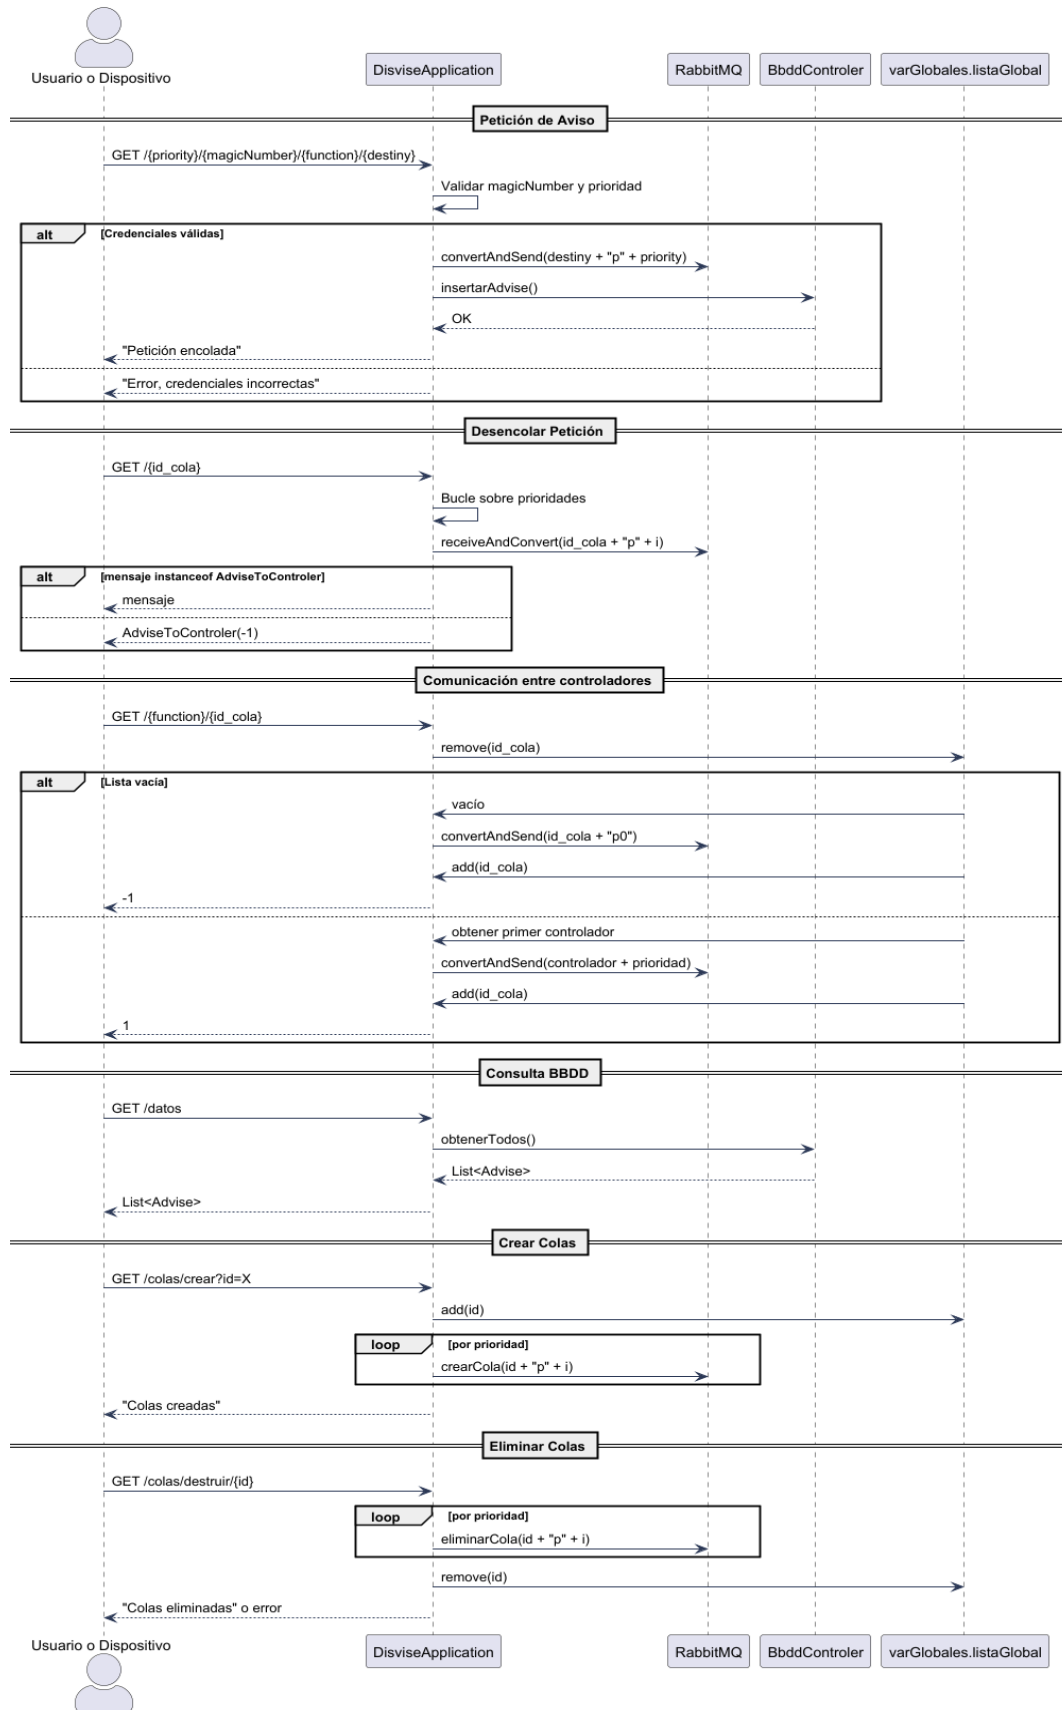 Usuario o Dispositivo
DisviseApplication
RabbitMQ
BbddControler
varGlobales.listaGlobal
Petición de Aviso
GET /{priority}/{magicNumber}/{function}/{destiny}
Validar magicNumber y prioridad
alt
[Credenciales válidas]
convertAndSend(destiny + "p" + priority)
insertarAdvise()
OK
"Petición encolada"
"Error, credenciales incorrectas"
Desencolar Petición
GET /{id_cola}
Bucle sobre prioridades
receiveAndConvert(id_cola + "p" + i)
alt
[mensaje instanceof AdviseToControler]
mensaje
AdviseToControler(-1)
Comunicación entre controladores
GET /{function}/{id_cola}
remove(id_cola)
alt
[Lista vacía]
vacío
convertAndSend(id_cola + "p0")
add(id_cola)
-1
obtener primer controlador
convertAndSend(controlador + prioridad)
add(id_cola)
1
Consulta BBDD
GET /datos
obtenerTodos()
List<Advise>
List<Advise>
Crear Colas
GET /colas/crear?id=X
add(id)
loop
[por prioridad]
crearCola(id + "p" + i)
"Colas creadas"
Eliminar Colas
GET /colas/destruir/{id}
loop
[por prioridad]
eliminarCola(id + "p" + i)
remove(id)
"Colas eliminadas" o error
Usuario o Dispositivo
DisviseApplication
RabbitMQ
BbddControler
varGlobales.listaGlobal